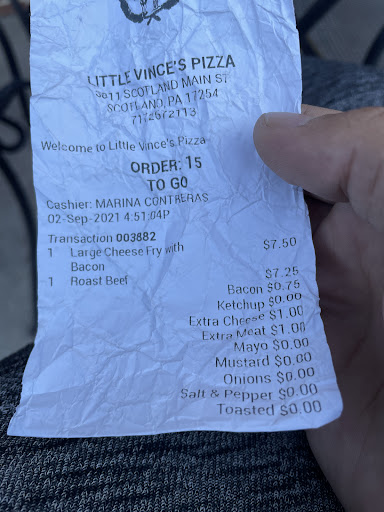 LITTLE VINCE'S PIZZA
SCOTLAND MAIN ST
SCOTLAND, PA 17254
7172672113
Welcome to Little Vince's Pizza
ORDER: 15
TO GO
Cashier: MARINA CONTRERAS
02-Sep-2021 4:51:04P
Transaction 003882
1 Large Cheese Fry with Bacon $7.50
1 Roast Beef $7.25
Bacon $0.75
Ketchup $0.00
Extra Cheese $1.00
Extra Meat $1.00
Mayo $0.00
Mustard $0.00
Onions $0.00
Salt & Pepper $0.00
Toasted $0.00